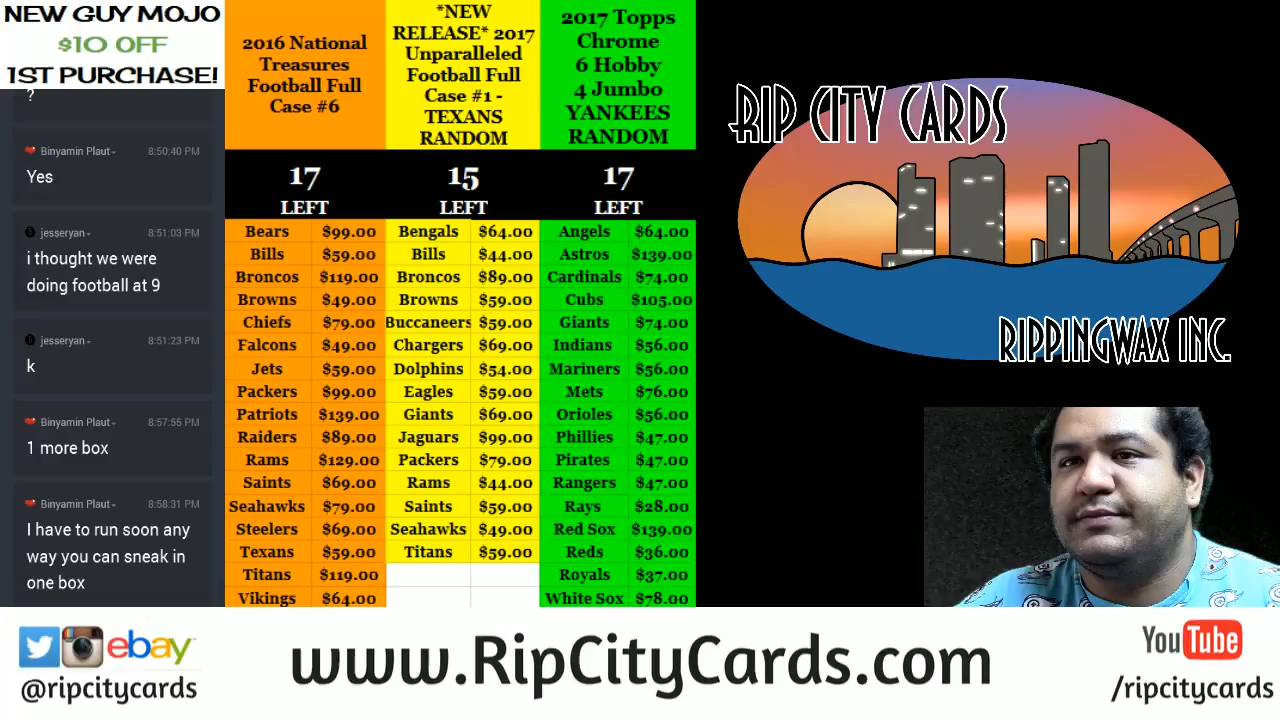 NEW GUY MOJO
$10 OFF
1ST PURCHASE!
?
Binyamin Plaut 8:50:40 PM
Yes
jesseryan 8:51:03 PM
i thought we were
doing football at 9
jesseryan 8:51:23 PM
k
Binyamin Plaut 8:57:55 PM
1 more box
Binyamin Plaut 8:58:31 PM
I have to run soon any
way you can sneak in
one box
2016 National
Treasures
Football Full
Case #6
17
LEFT
Bears $99.00
Bills $59.00
Broncos $119.00
Browns $49.00
Chiefs $79.00
Falcons $49.00
Jets $59.00
Packers $99.00
Patriots $139.00
Raiders $89.00
Rams $129.00
Saints $69.00
Seahawks $79.00
Steelers $69.00
Texans $59.00
Titans $119.00
Vikings $64.00
*NEW
RELEASE* 2017
Unparalleled
Football Full
Case #1 -
TEXANS
RANDOM
15
LEFT
Bengals $64.00
Bills $44.00
Broncos $89.00
Browns $59.00
Buccaneers $59.00
Chargers $69.00
Dolphins $54.00
Eagles $59.00
Giants $69.00
Jaguars $99.00
Packers $79.00
Rams $44.00
Saints $59.00
Seahawks $49.00
Titans $59.00
2017 Topps
Chrome
6 Hobby
4 Jumbo
YANKEES
RANDOM
17
LEFT
Angels $64.00
Astros $139.00
Cardinals $74.00
Cubs $105.00
Giants $74.00
Indians $56.00
Mariners $56.00
Mets $76.00
Orioles $56.00
Phillies $47.00
Pirates $47.00
Rangers $47.00
Rays $28.00
Red Sox $139.00
Reds $36.00
Royals $37.00
White Sox $78.00
RIP CITY CARDS
RIPPINGWAX INC.
ebay
@ripcitycards
www.RipCityCards.com
YouTube
/ripcitycards